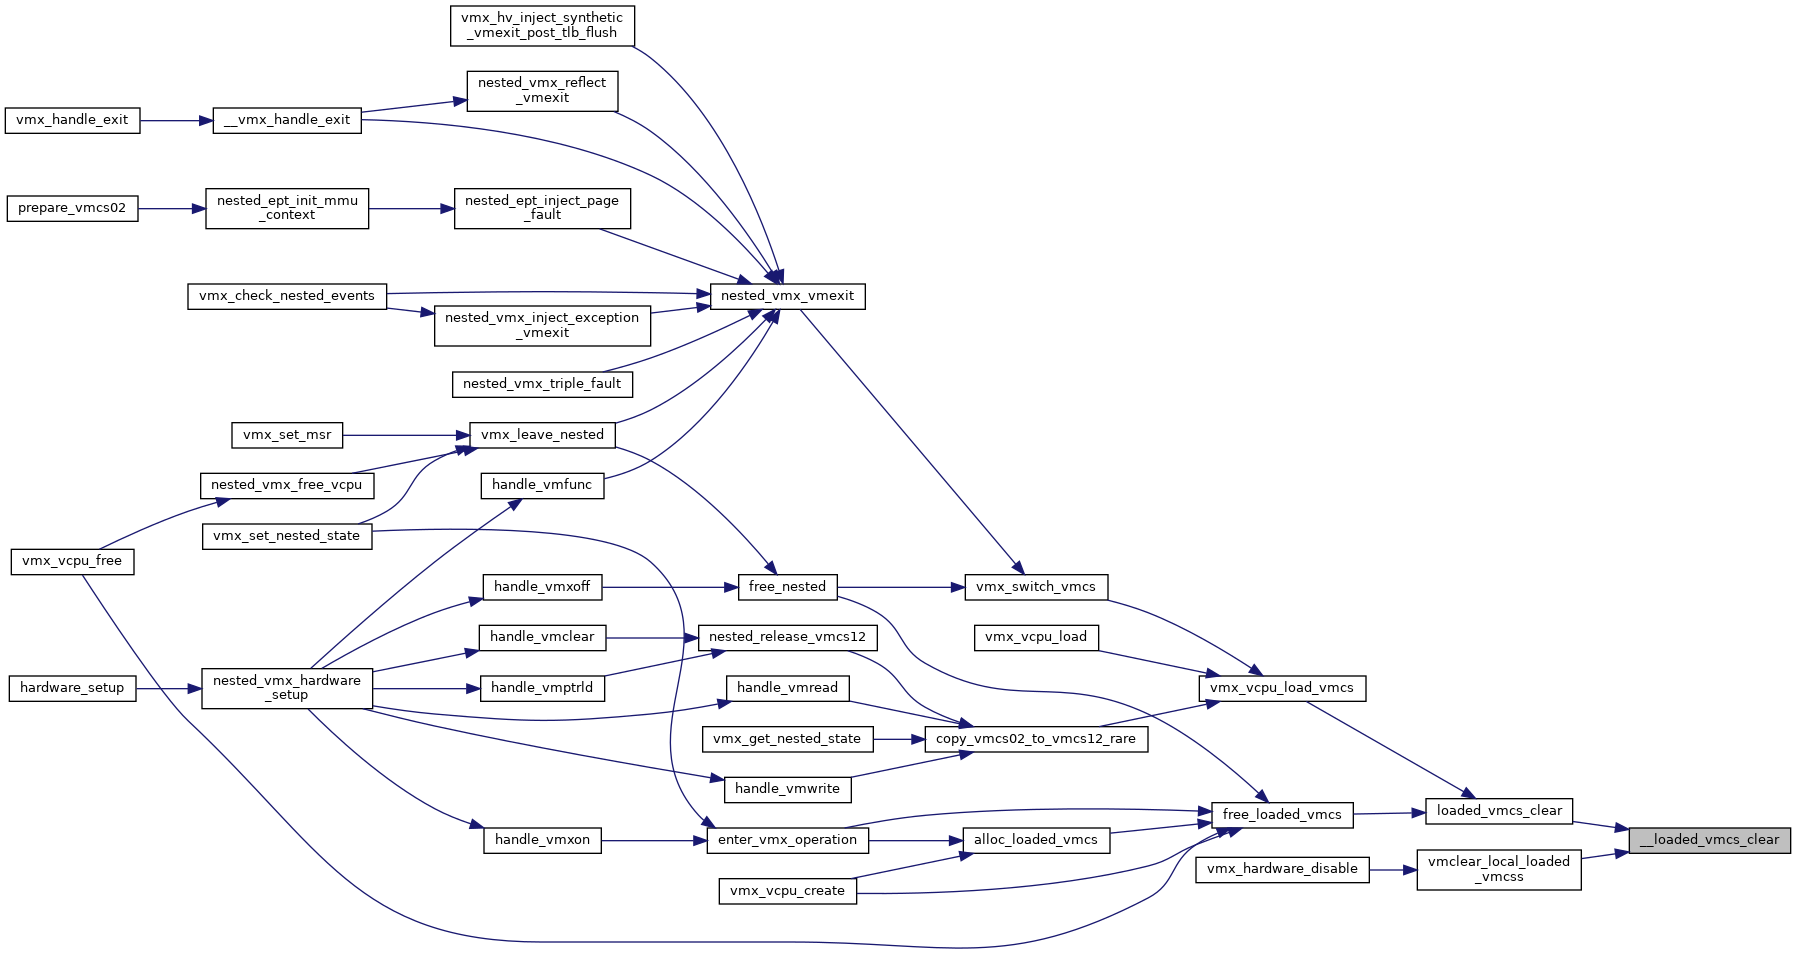 vmx_hv_inject_synthetic
_vmexit_post_tlb_flush
nested_vmx_reflect
_vmexit
vmx_handle_exit
__vmx_handle_exit
prepare_vmcs02
nested_ept_init_mmu
_context
nested_ept_inject_page
_fault
vmx_check_nested_events
nested_vmx_vmexit
nested_vmx_inject_exception
_vmexit
nested_vmx_triple_fault
vmx_set_msr
vmx_leave_nested
nested_vmx_free_vcpu
handle_vmfunc
vmx_set_nested_state
vmx_vcpu_free
handle_vmxoff
free_nested
vmx_switch_vmcs
handle_vmclear
nested_release_vmcs12
vmx_vcpu_load
hardware_setup
nested_vmx_hardware
_setup
handle_vmptrld
handle_vmread
vmx_vcpu_load_vmcs
vmx_get_nested_state
copy_vmcs02_to_vmcs12_rare
handle_vmwrite
free_loaded_vmcs
loaded_vmcs_clear
handle_vmxon
enter_vmx_operation
alloc_loaded_vmcs
__loaded_vmcs_clear
vmx_hardware_disable
vmclear_local_loaded
_vmcss
vmx_vcpu_create